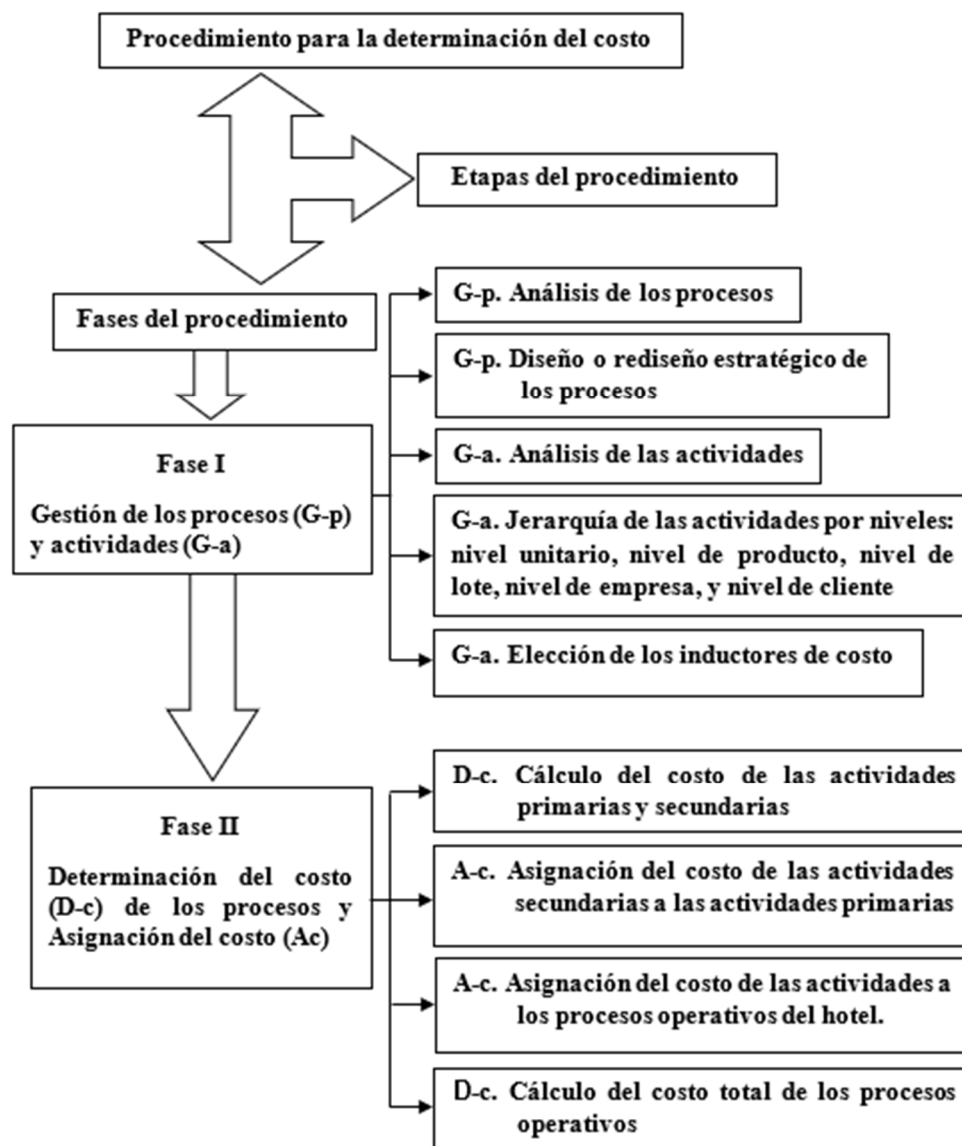 Procedimiento para la determinación del costo
Etapas del procedimiento
Fases del procedimiento
Fase I
Gestión de los procesos (G-p)
y actividades (G-a)
G-p. Análisis de los procesos
G-p. Diseño o rediseño estratégico de
los procesos
G-a. Análisis de las actividades
G-a. Jerarquía de las actividades por niveles:
nivel unitario, nivel de producto, nivel de
lote, nivel de empresa, y nivel de cliente
G-a. Elección de los inductores de costo
Fase II
Determinación del costo
(D-c) de los procesos y
Asignación del costo (Ac)
D-c. Cálculo del costo de las actividades
primarias y secundarias
A-c. Asignación del costo de las actividades
secundarias a las actividades primarias
A-c. Asignación del costo de las actividades a
los procesos operativos del hotel.
D-c. Cálculo del costo total de los procesos
operativos